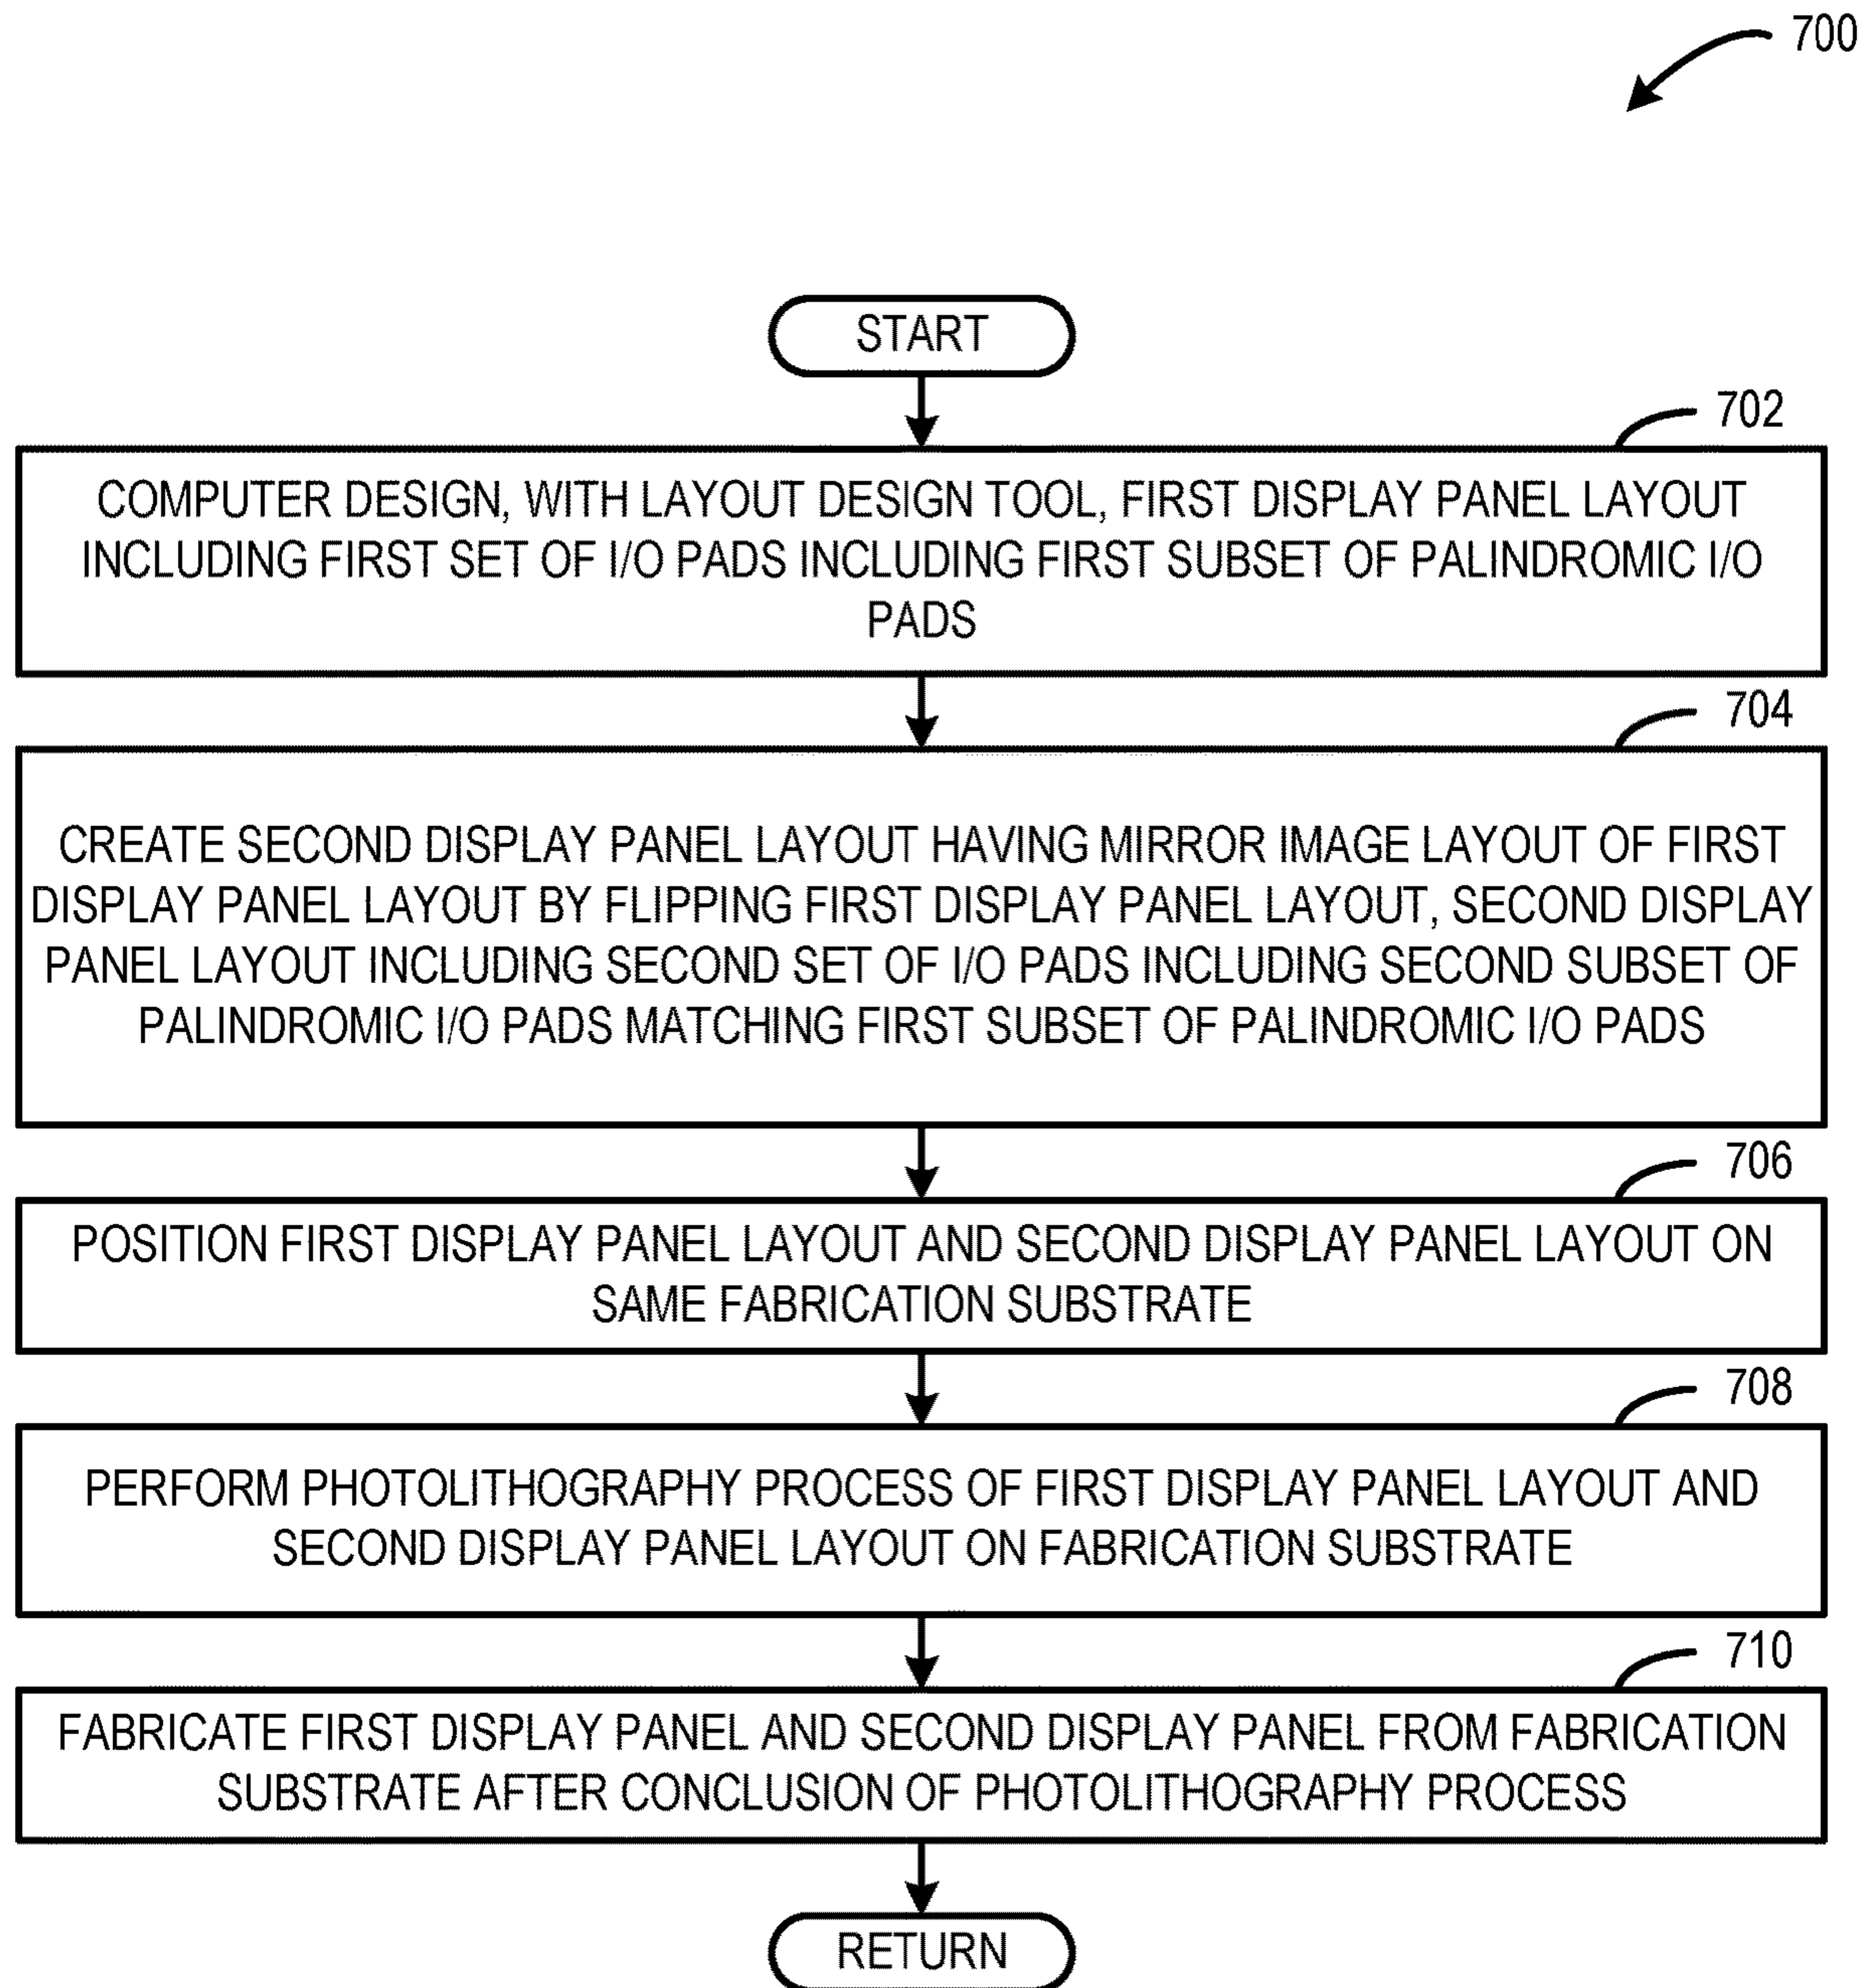 700
START
702
COMPUTER DESIGN, WITH LAYOUT DESIGN TOOL, FIRST DISPLAY PANEL LAYOUT
INCLUDING FIRST SET OF I/O PADS INCLUDING FIRST SUBSET OF PALINDROMIC I/O
PADS
704
CREATE SECOND DISPLAY PANEL LAYOUT HAVING MIRROR IMAGE LAYOUT OF FIRST
DISPLAY PANEL LAYOUT BY FLIPPING FIRST DISPLAY PANEL LAYOUT, SECOND DISPLAY
PANEL LAYOUT INCLUDING SECOND SET OF I/O PADS INCLUDING SECOND SUBSET OF
PALINDROMIC I/O PADS MATCHING FIRST SUBSET OF PALINDROMIC I/O PADS
706
POSITION FIRST DISPLAY PANEL LAYOUT AND SECOND DISPLAY PANEL LAYOUT ON
SAME FABRICATION SUBSTRATE
708
PERFORM PHOTOLITHOGRAPHY PROCESS OF FIRST DISPLAY PANEL LAYOUT AND
SECOND DISPLAY PANEL LAYOUT ON FABRICATION SUBSTRATE
710
FABRICATE FIRST DISPLAY PANEL AND SECOND DISPLAY PANEL FROM FABRICATION
SUBSTRATE AFTER CONCLUSION OF PHOTOLITHOGRAPHY PROCESS
RETURN